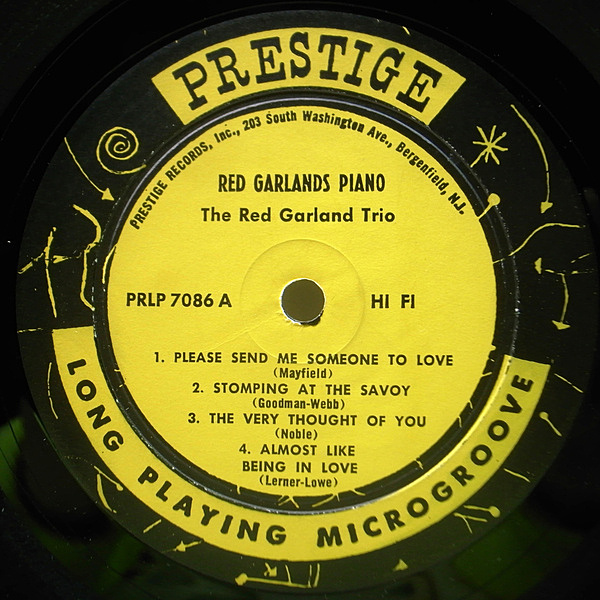 PRESTIGE
PRESTIGE RECORDS, Inc., 203 South Washington Ave., Bergenfield, N.J.
RED GARLANDS PIANO
The Red Garland Trio
PRLP 7086 A
HI FI
1. PLEASE SEND ME SOMEONE TO LOVE
(Mayfield)
2. STOMPING AT THE SAVOY
(Goodman-Webb)
3. THE VERY THOUGHT OF YOU
(Noble)
4. ALMOST LIKE
BEING IN LOVE
(Lerner-Lowe)
LONG PLAYING MICROGROOVE